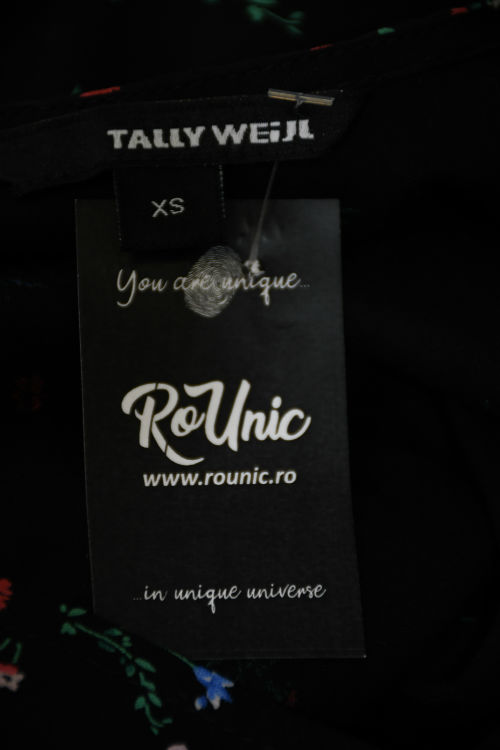 TALLY WEiJL
XS
You are unique...
RoUnic
www.rounic.ro
...in unique universe